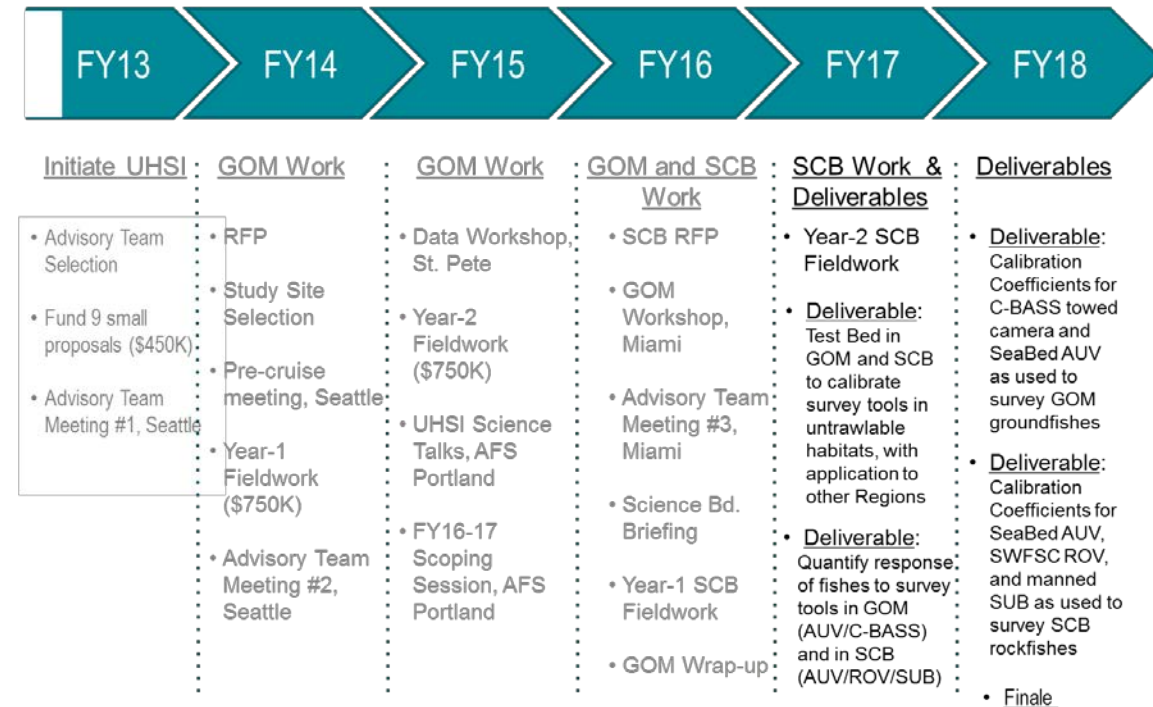 FY13
FY14
FY15
FY16
FY17
FY18
Initiate UHSI
• Advisory Team
Selection
• Fund 9 small
proposals ($450K)
• Advisory Team
Meeting #1, Seattle
GOM Work
• RFP
• Study Site
Selection
• Pre-cruise
meeting, Seattle
• Year-1
Fieldwork
($750K)
• Advisory Team
Meeting #2,
Seattle
GOM Work
• Data Workshop,
St. Pete
• Year-2
Fieldwork
($750K)
• UHSI Science
Talks, AFS
Portland
• FY16-17
Scoping
Session, AFS
Portland
GOM and SCB
Work
• SCB RFP
• GOM
Workshop,
Miami
• Advisory Team
Meeting #3,
Miami
• Science Bd.
Briefing
• Year-1 SCB
Fieldwork
• GOM Wrap-up
SCB Work &
Deliverables
• Year-2 SCB
Fieldwork
• Deliverable:
Test Bed in
GOM and SCB
to calibrate
survey tools in
untrawlable
habitats, with
application to
other Regions
• Deliverable:
Quantify response
of fishes to survey
tools in GOM
(AUV/C-BASS)
and in SCB
(AUV/ROV/SUB)
Deliverables
• Deliverable:
Calibration
Coefficients for
C-BASS towed
camera and
SeaBed AUV
as used to
survey GOM
groundfishes
• Deliverable:
Calibration
Coefficients for
SeaBed AUV,
SWFSC ROV,
and manned
SUB as used to
survey SCB
rockfishes
• Finale